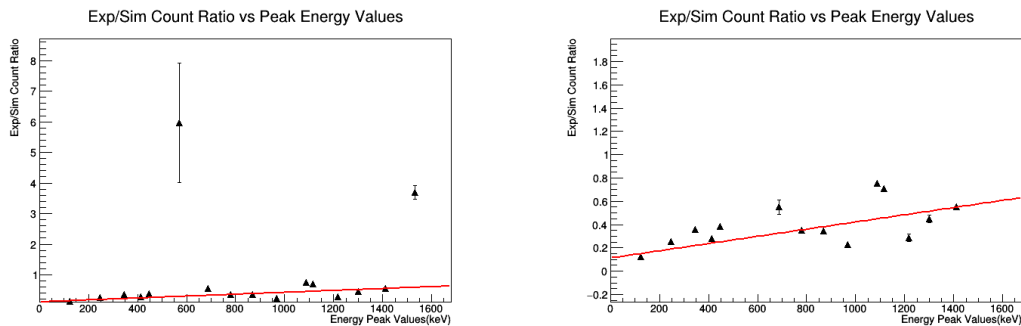 Exp/Sim Count Ratio vs Peak Energy Values
Exp/Sim Count Ratio
8
7
6
5
4
3
2
1
0 200 400 600 800 1000 1200 1400 1600
Energy Peak Values(keV)
Exp/Sim Count Ratio vs Peak Energy Values
Exp/Sim Count Ratio
1.8
1.6
1.4
1.2
1
0.8
0.6
0.4
0.2
0
−0.2
0 200 400 600 800 1000 1200 1400 1600
Energy Peak Values(keV)